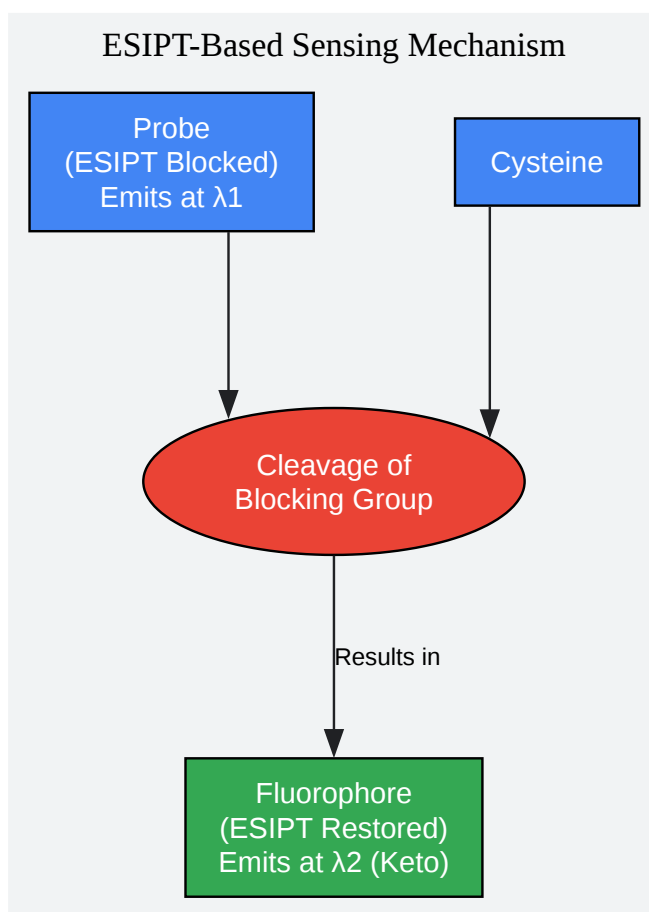 ESIPT-Based Sensing Mechanism
Probe
(ESIPT Blocked)
Emits at λ1
Cysteine
Cleavage of
Blocking Group
Results in
Fluorophore
(ESIPT Restored)
Emits at λ2 (Keto)